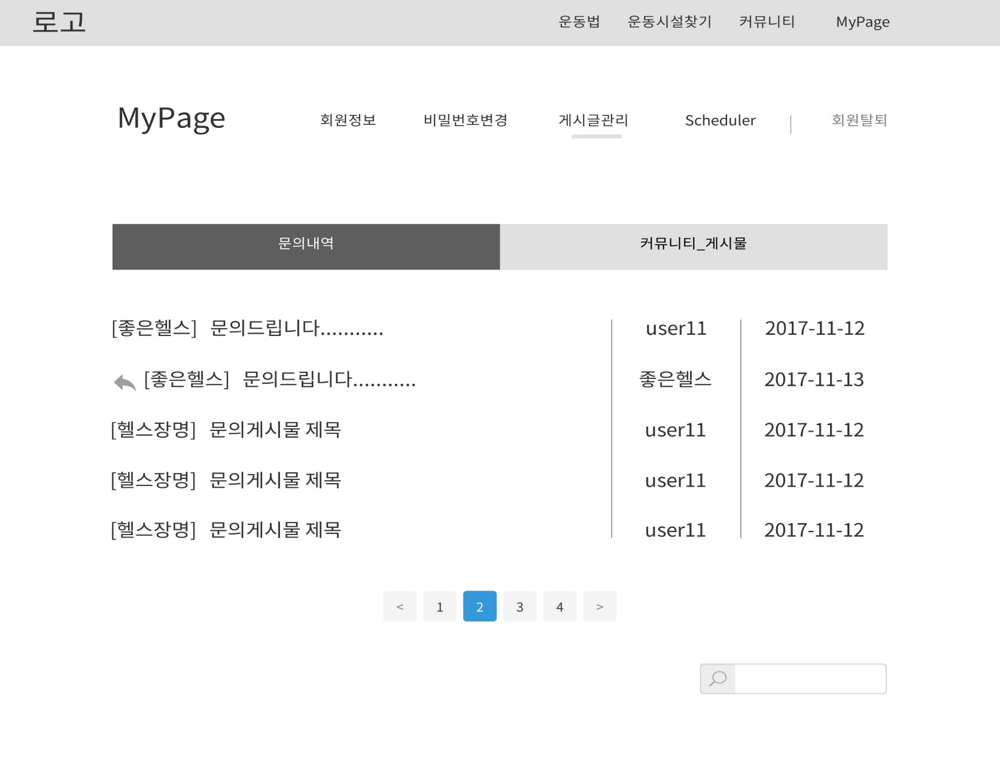 로고 운동법 운동시설찾기 커뮤니티 MyPage
MyPage 회원정보 비밀번호변경 게시글관리 Scheduler 회원탈퇴
문의내역 커뮤니티_게시물
[좋은헬스] 문의드립니다........... user11 2017-11-12
[좋은헬스] 문의드립니다........... 좋은헬스 2017-11-13
[헬스장명] 문의게시물 제목 user11 2017-11-12
[헬스장명] 문의게시물 제목 user11 2017-11-12
[헬스장명] 문의게시물 제목 user11 2017-11-12
< 1 2 3 4 >